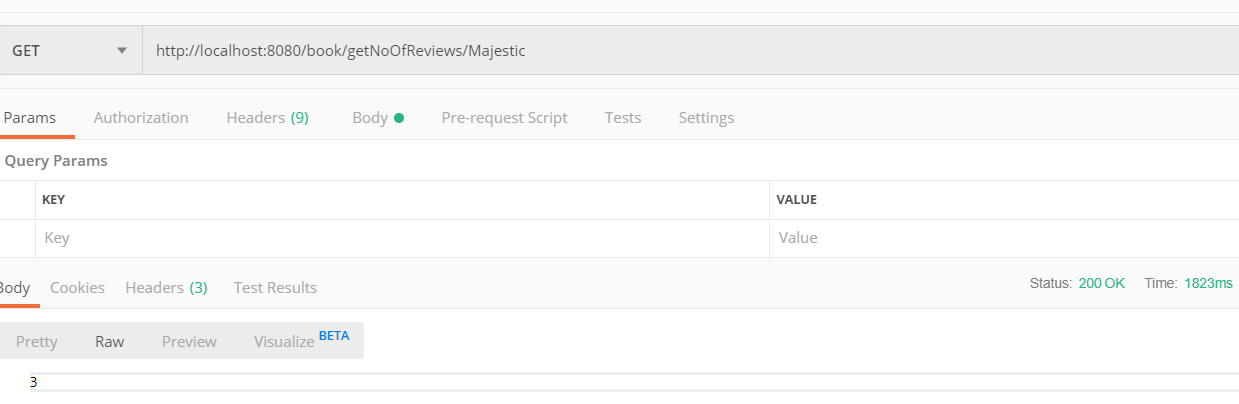 GET http://localhost:8080/book/getNoOfReviews/Majestic
Params Authorization Headers (9) Body Pre-request Script Tests Settings
Query Params
KEY VALUE
Key Value
Body Cookies Headers (3) Test Results Status: 200 OK Time: 1823ms
Pretty Raw Preview Visualize BETA
3